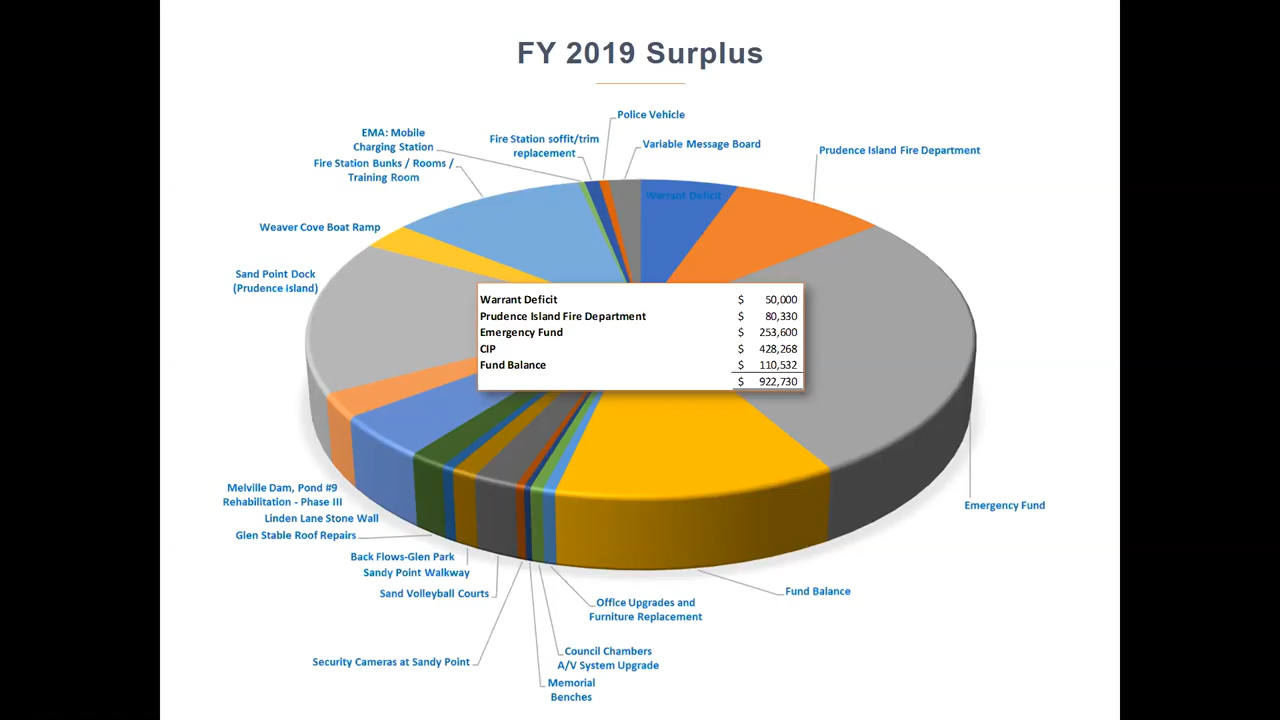 FY 2019 Surplus
Police Vehicle
EMA: Mobile
Charging Station
Fire Station soffit/trim
replacement
Variable Message Board
Prudence Island Fire Department
Fire Station Bunks / Rooms /
Training Room
Warrant Deficit
Weaver Cove Boat Ramp
Sand Point Dock
(Prudence Island)
Warrant Deficit $ 50,000
Prudence Island Fire Department $ 80,330
Emergency Fund $ 253,600
CIP $ 428,268
Fund Balance $ 110,532
$ 922,730
Melville Dam, Pond #9
Rehabilitation - Phase III
Linden Lane Stone Wall
Glen Stable Roof Repairs
Back Flows-Glen Park
Sandy Point Walkway
Sand Volleyball Courts
Emergency Fund
Fund Balance
Office Upgrades and
Furniture Replacement
Security Cameras at Sandy Point
Council Chambers
A/V System Upgrade
Memorial
Benches